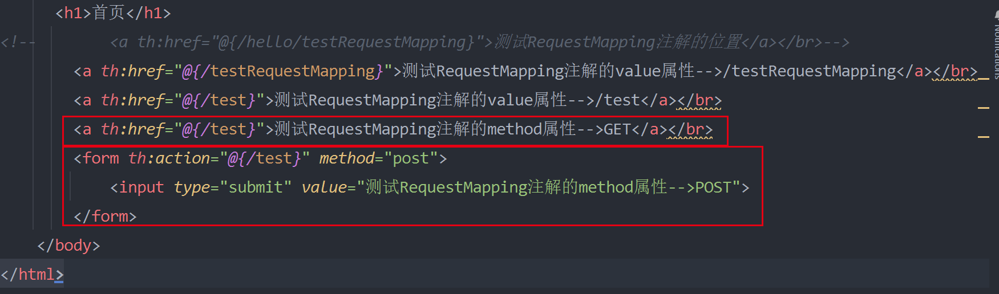 <h1>首页</h1>
<!--        <a th:href="@{/hello/testRequestMapping}">测试RequestMapping注解的位置</a></br>-->
<a th:href="@{/testRequestMapping}">测试RequestMapping注解的value属性-->/testRequestMapping</a></br>
<a th:href="@{/test}">测试RequestMapping注解的value属性-->/test</a></br>
<a th:href="@{/test}">测试RequestMapping注解的method属性-->GET</a></br>
<form th:action="@{/test}" method="post">
<input type="submit" value="测试RequestMapping注解的method属性-->POST">
</form>
</body>
</html>
Notifications